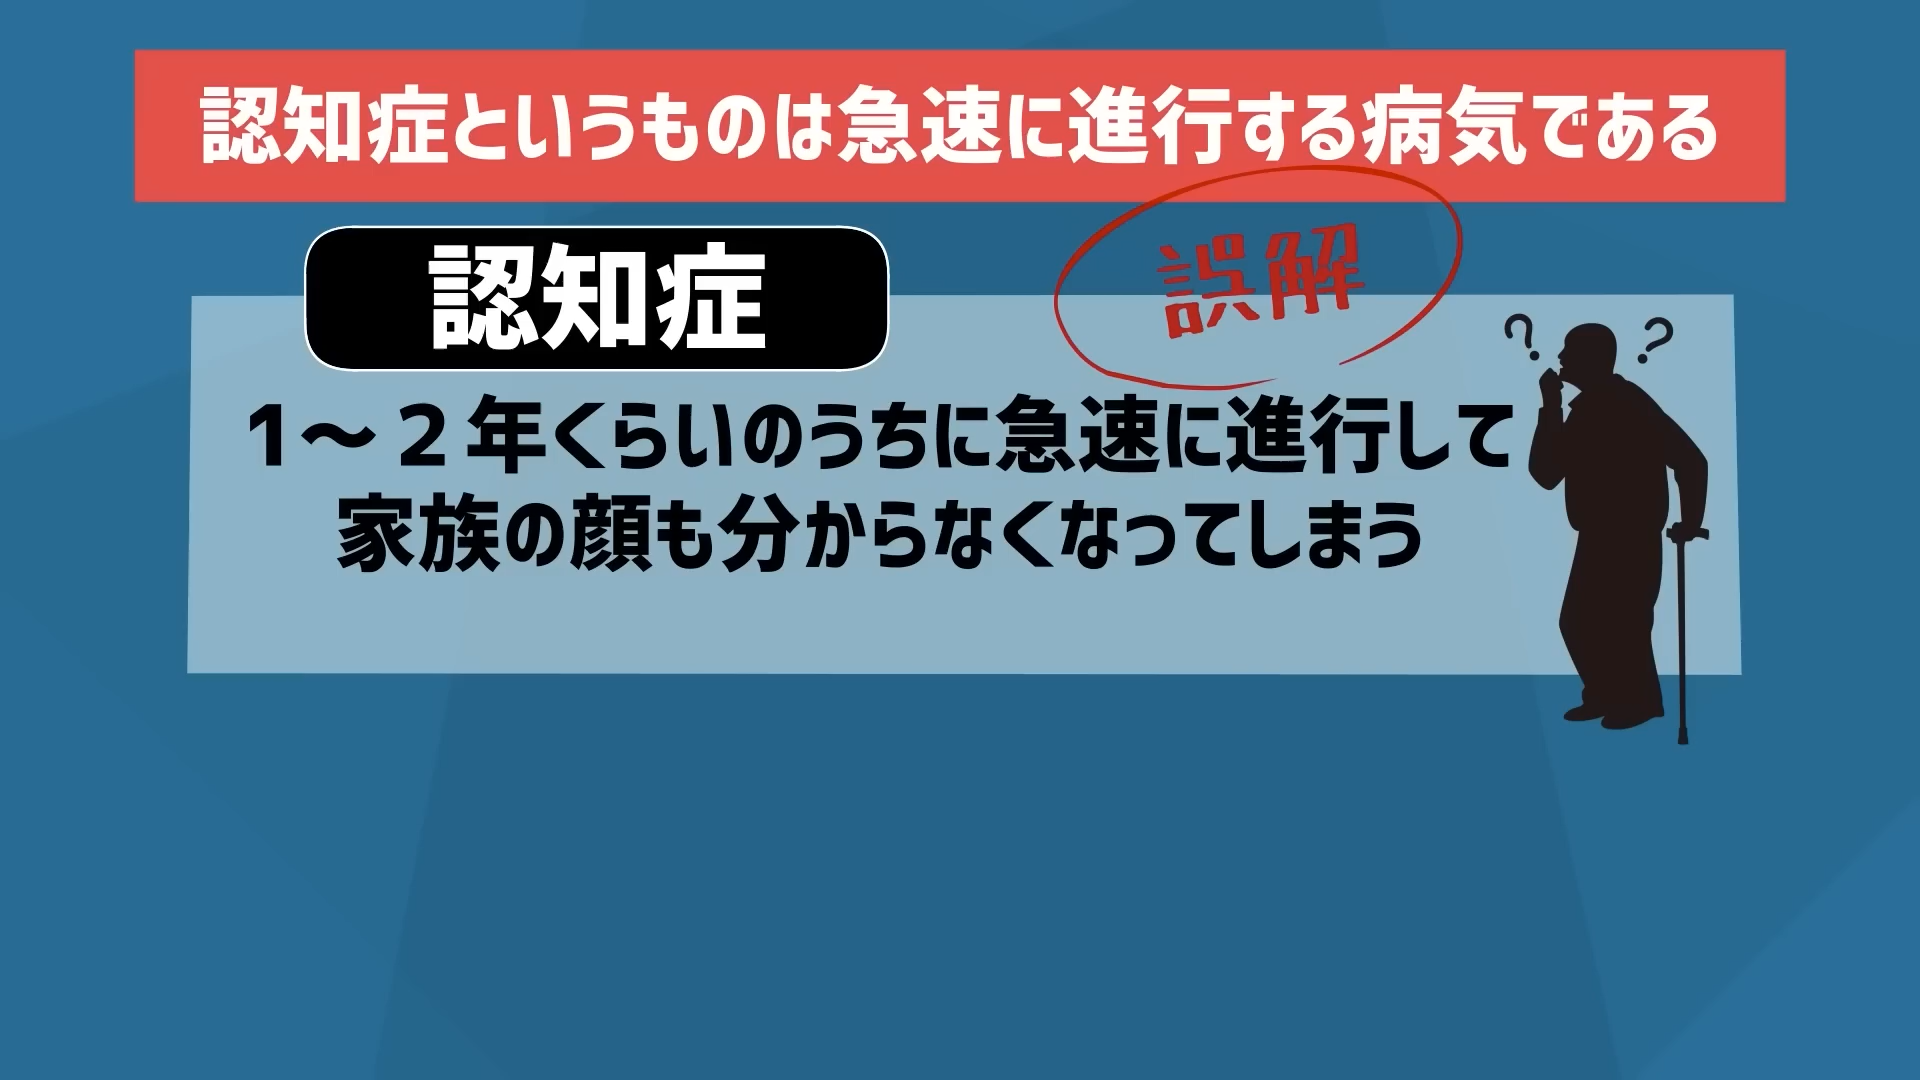 認知症というものは急速に進行する病気である
認知症
誤解
? ?
1～2年くらいのうちに急速に進行して
家族の顔も分からなくなってしまう